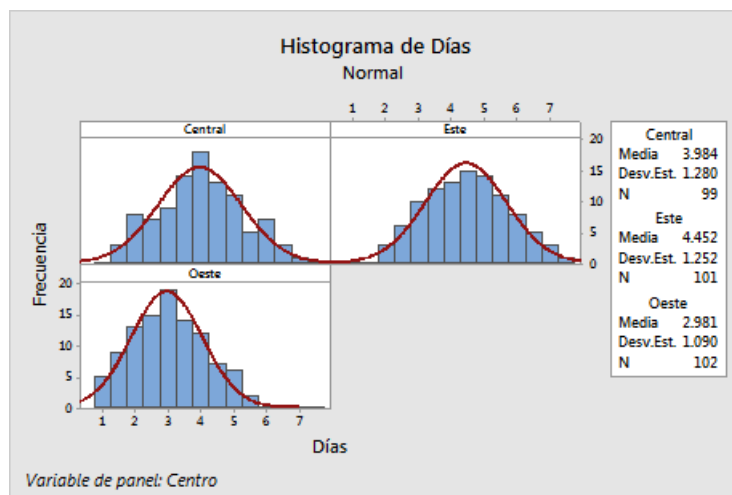 Histograma de Días
Normal
1 2 3 4 5 6 7
Central
Este
20
15
10
5
0
Oeste
20
15
10
5
0
1 2 3 4 5 6 7
Frecuencia
Días
Central
Media 3.984
Desv.Est. 1.280
N 99
Este
Media 4.452
Desv.Est. 1.252
N 101
Oeste
Media 2.981
Desv.Est. 1.090
N 102
Variable de panel: Centro